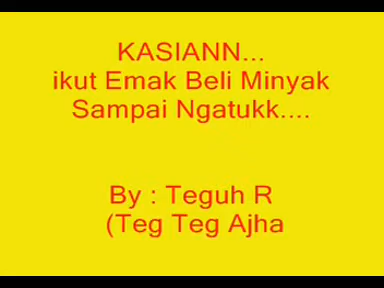 KASIANN...
ikut Emak Beli Minyak
Sampai Ngatukk....
By : Teguh R
(Teg Teg Ajha